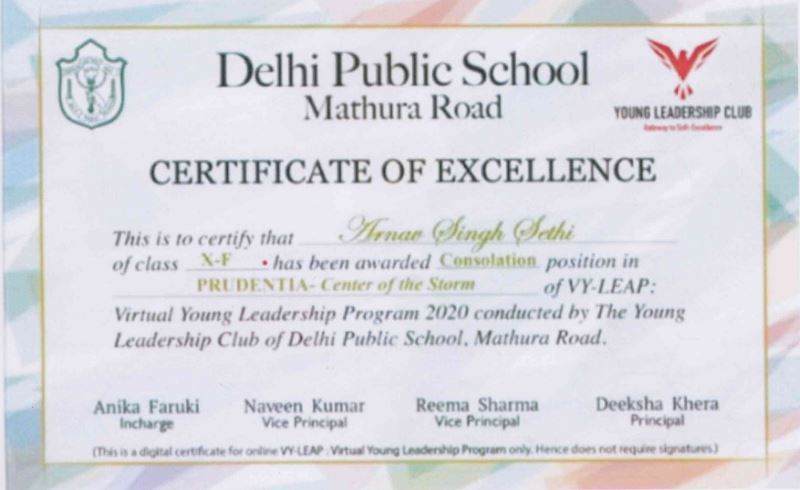 Delhi Public School
Mathura Road
YOUNG LEADERSHIP CLUB
CERTIFICATE OF EXCELLENCE
This is to certify that Arnav Singh Sethi
of class X-F has been awarded Consolation position in
PRUDENTIA- Center of the Storm of VY-LEAP:
Virtual Young Leadership Program 2020 conducted by The Young
Leadership Club of Delhi Public School, Mathura Road.
Anika Faruki Naveen Kumar Reema Sharma Deeksha Khera
Incharge Vice Principal Vice Principal Principal
(This is a digital certificate for online VY-LEAP : Virtual Young Leadership Program only. Hence does not require signatures.)